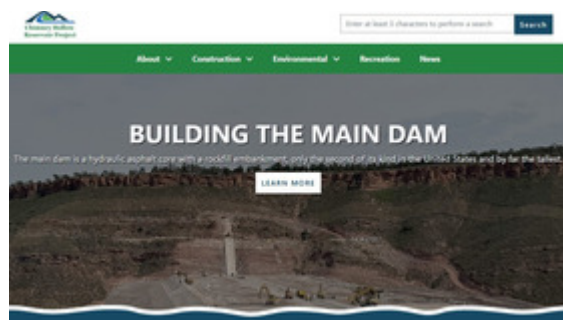 Chimney Hollow
Reservoir Project
Enter at least 3 characters to perform a search
Search
About
Construction
Environmental
Recreation
News
BUILDING THE MAIN DAM
The main dam is a hydraulic asphalt core with a rockfill embankment, only the second of its kind in the United States and by far the tallest.
LEARN MORE